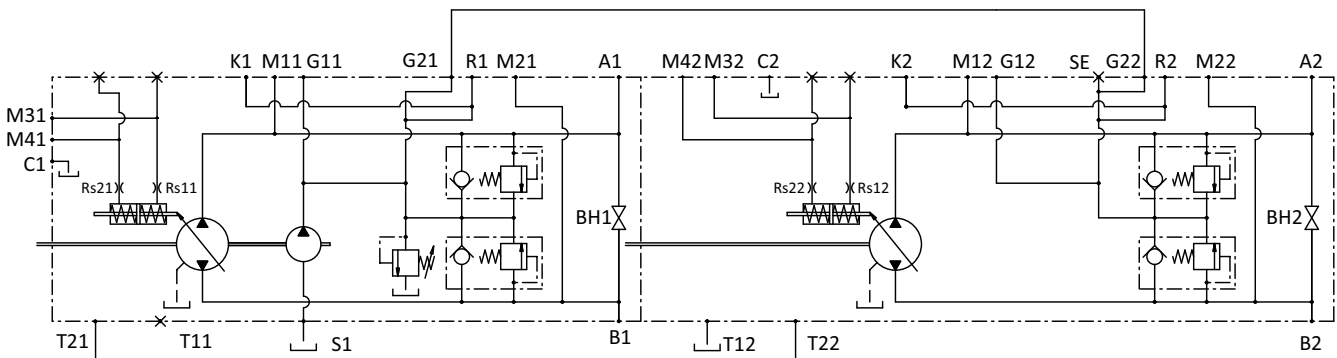 K1 M11 G11 G21 R1 M21 A1 M42 M32 C2 K2 M12 G12 SE G22 R2 M22 A2
M31
M41
C1
Rs21 Rs11 Rs22 Rs12
BH1 BH2
T21 T11 S1 B1 T12 T22 B2